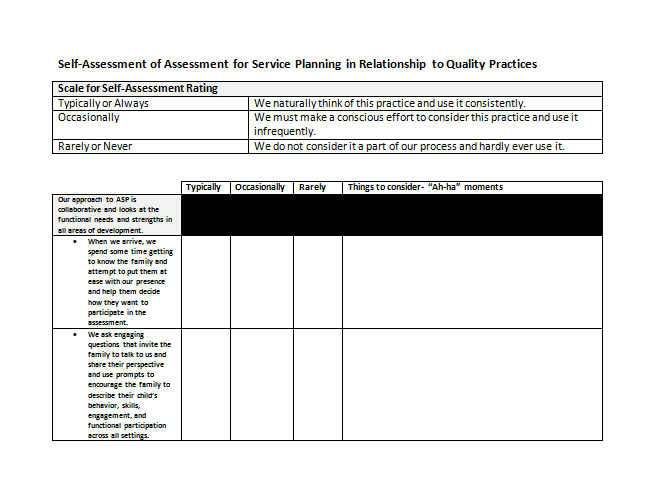 Self-Assessment of Assessment for Service Planning in Relationship to Quality Practices
Scale for Self-Assessment Rating
Typically or Always We naturally think of this practice and use it consistently.
Occasionally We must make a conscious effort to consider this practice and use it
infrequently.
Rarely or Never We do not consider it a part of our process and hardly ever use it.
Typically Occasionally Rarely Things to consider- “Ah-ha” moments
Our approach to ASP is
collaborative and looks at the
functional needs and strengths in
all areas of development.
• When we arrive, we
spend some time getting
to know the family and
attempt to put them at
ease with our presence
and help them decide
how they want to
participate in the
assessment.
• We ask engaging
questions that invite the
family to talk to us and
share their perspective
and use prompts to
encourage the family to
describe their child’s
behavior, skills,
engagement, and
functional participation
across all settings.